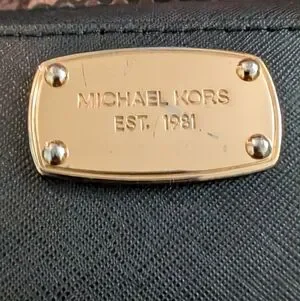 MICHAEL KORS
EST. 1981